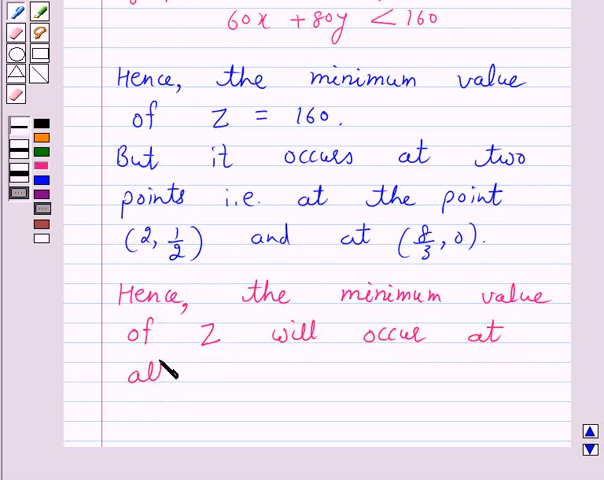 60x + 80y < 160
Hence, the minimum value
of Z = 160.
But it occurs at two
points i.e. at the point
(2, 1/2) and at (8/3, 0).
Hence, the minimum value
of Z will occur at
all